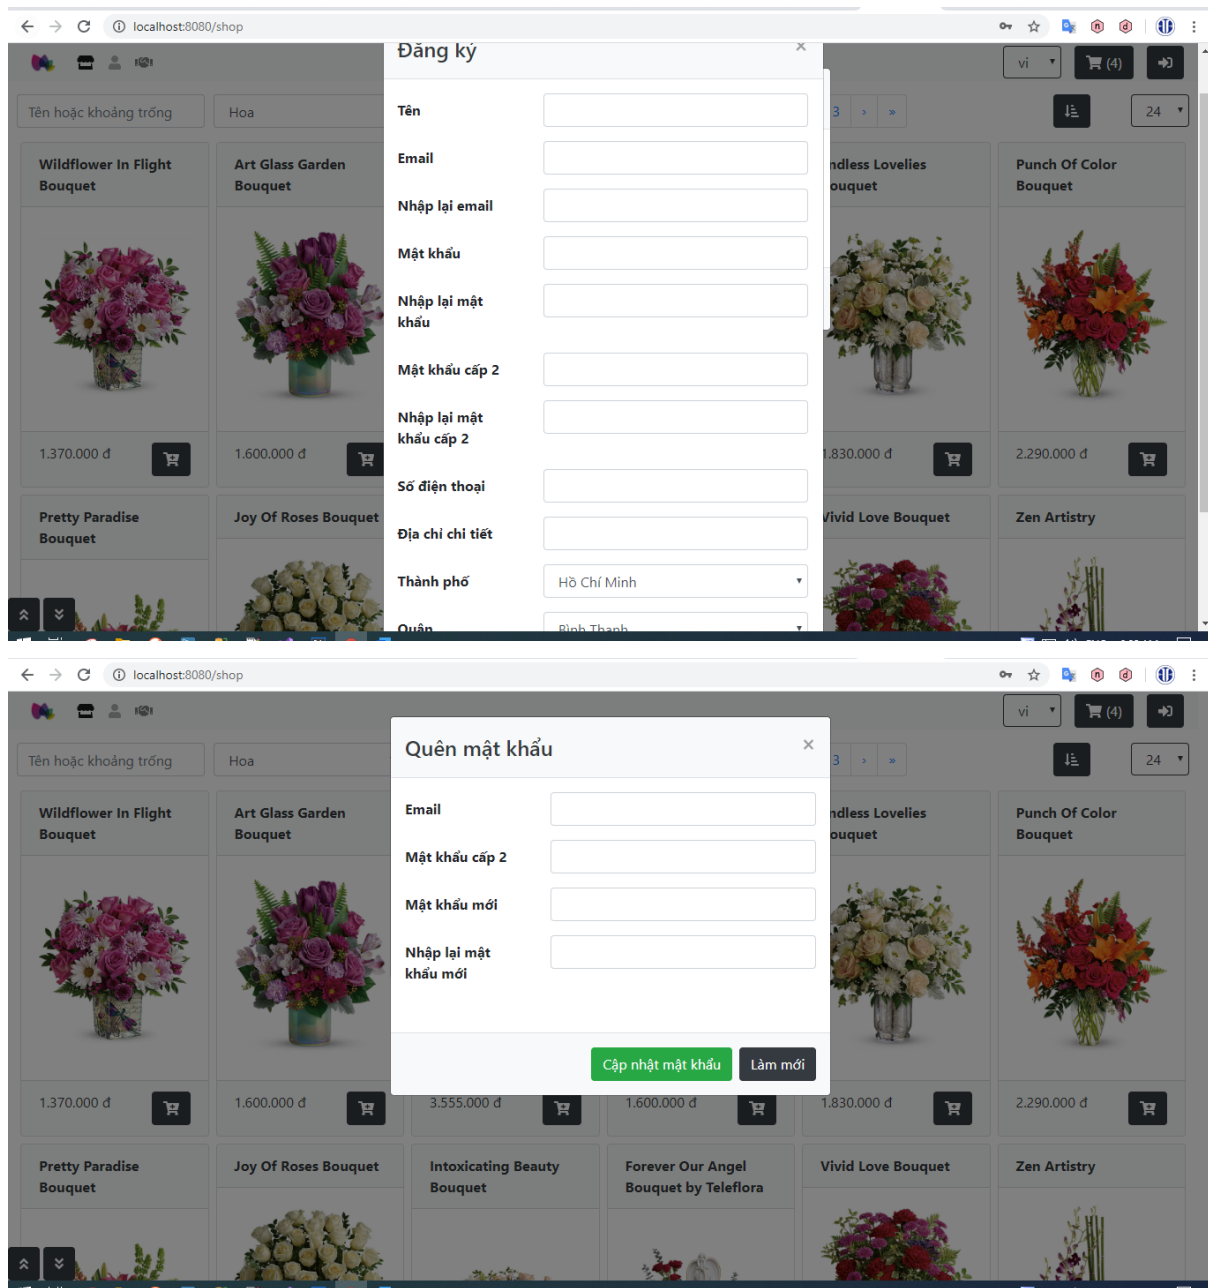 localhost:8080/shop
Đăng ký
×
vi
(4)
Tên hoặc khoảng trống
Hoa
3 › »
24
Tên
Email
Nhập lại email
Mật khẩu
Nhập lại mật
khẩu
Mật khẩu cấp 2
Nhập lại mật
khẩu cấp 2
Số điện thoại
Địa chỉ chi tiết
Thành phố
Hồ Chí Minh
Quận
Bình Thạnh
Wildflower In Flight
Bouquet
Art Glass Garden
Bouquet
ndless Lovelies
ouquet
Punch Of Color
Bouquet
1.370.000 đ
1.600.000 đ
1.830.000 đ
2.290.000 đ
Pretty Paradise
Bouquet
Joy Of Roses Bouquet
Vivid Love Bouquet
Zen Artistry
localhost:8080/shop
vi
(4)
Tên hoặc khoảng trống
Hoa
3 › »
24
Quên mật khẩu
×
Email
Mật khẩu cấp 2
Mật khẩu mới
Nhập lại mật
khẩu mới
Cập nhật mật khẩu
Làm mới
Wildflower In Flight
Bouquet
Art Glass Garden
Bouquet
ndless Lovelies
ouquet
Punch Of Color
Bouquet
1.370.000 đ
1.600.000 đ
3.555.000 đ
1.600.000 đ
1.830.000 đ
2.290.000 đ
Pretty Paradise
Bouquet
Joy Of Roses Bouquet
Intoxicating Beauty
Bouquet
Forever Our Angel
Bouquet by Teleflora
Vivid Love Bouquet
Zen Artistry